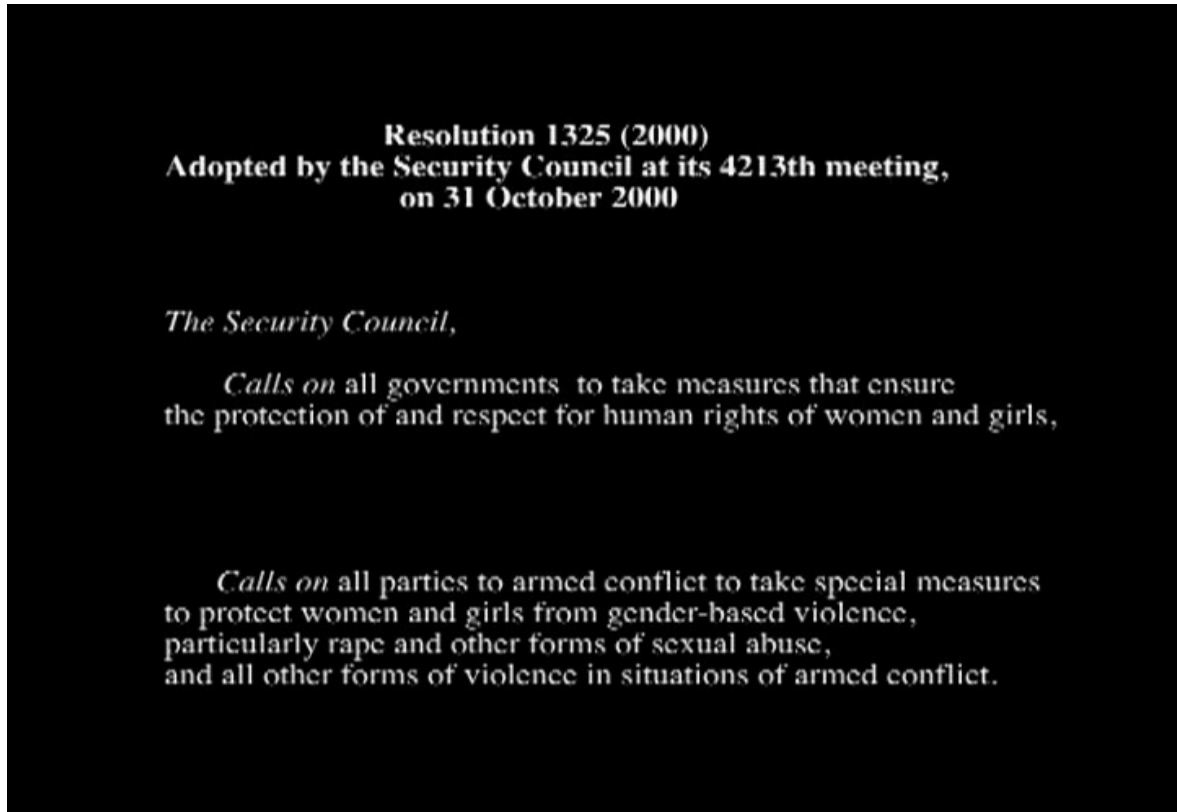 Resolution 1325 (2000)
Adopted by the Security Council at its 4213th meeting,
on 31 October 2000
The Security Council,
Calls on all governments to take measures that ensure
the protection of and respect for human rights of women and girls,
Calls on all parties to armed conflict to take special measures
to protect women and girls from gender-based violence,
particularly rape and other forms of sexual abuse,
and all other forms of violence in situations of armed conflict.